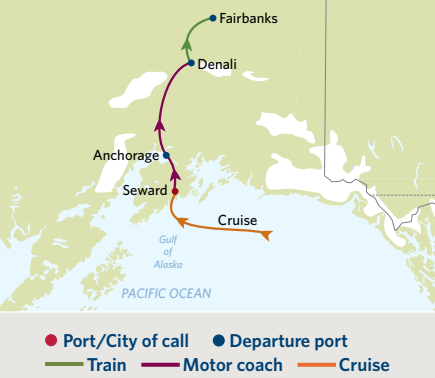 Fairbanks
Denali
Anchorage
Seward
Cruise
Gulf
of
Alaska
PACIFIC OCEAN
Port/City of call Departure port
Train Motor coach Cruise